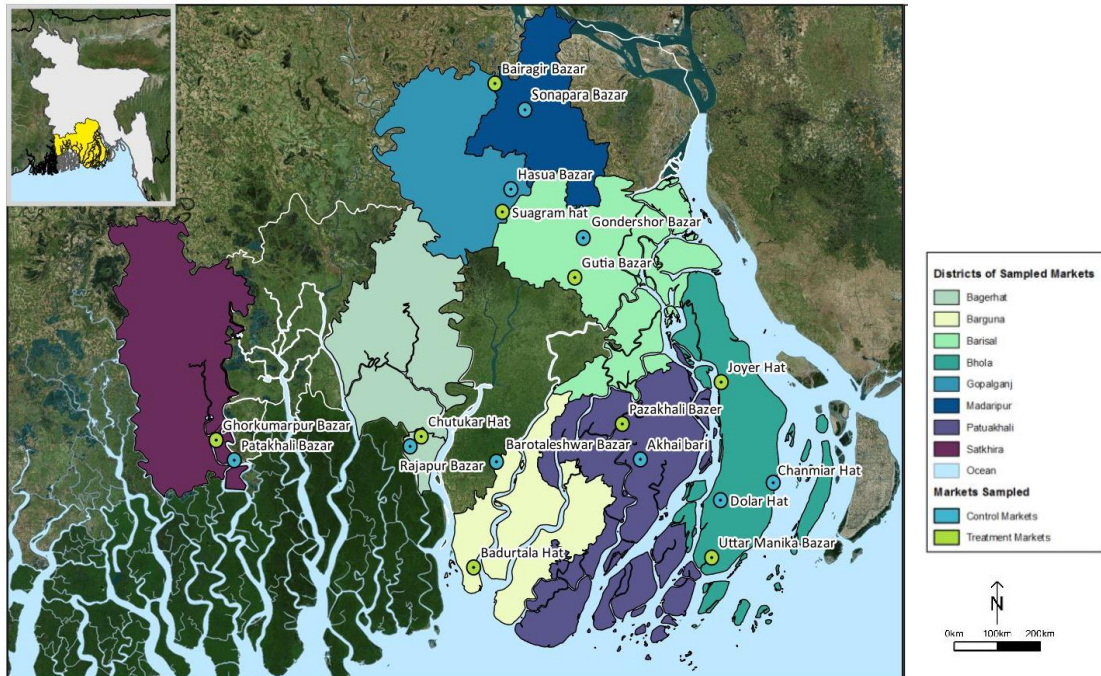 Bairagir Bazar
Sonapara Bazar
Hasua Bazar
Suagram hat
Gondershor Bazar
Gutia Bazar
Joyer Hat
Ghorkumarpur Bazar
Patakhali Bazar
Chutukar Hat
Rajapur Bazar
Pazakhali Bazer
Barotaleshwar Bazar
Akhai bari
Chanmiar Hat
Dolar Hat
Badurtala Hat
Uttar Manika Bazar
Districts of Sampled Markets
Bagerhat
Barguna
Barisal
Bhola
Gopalganj
Madaripur
Patuakhali
Satkhira
Ocean
Markets Sampled
Control Markets
Treatment Markets
N
0km 100km 200km